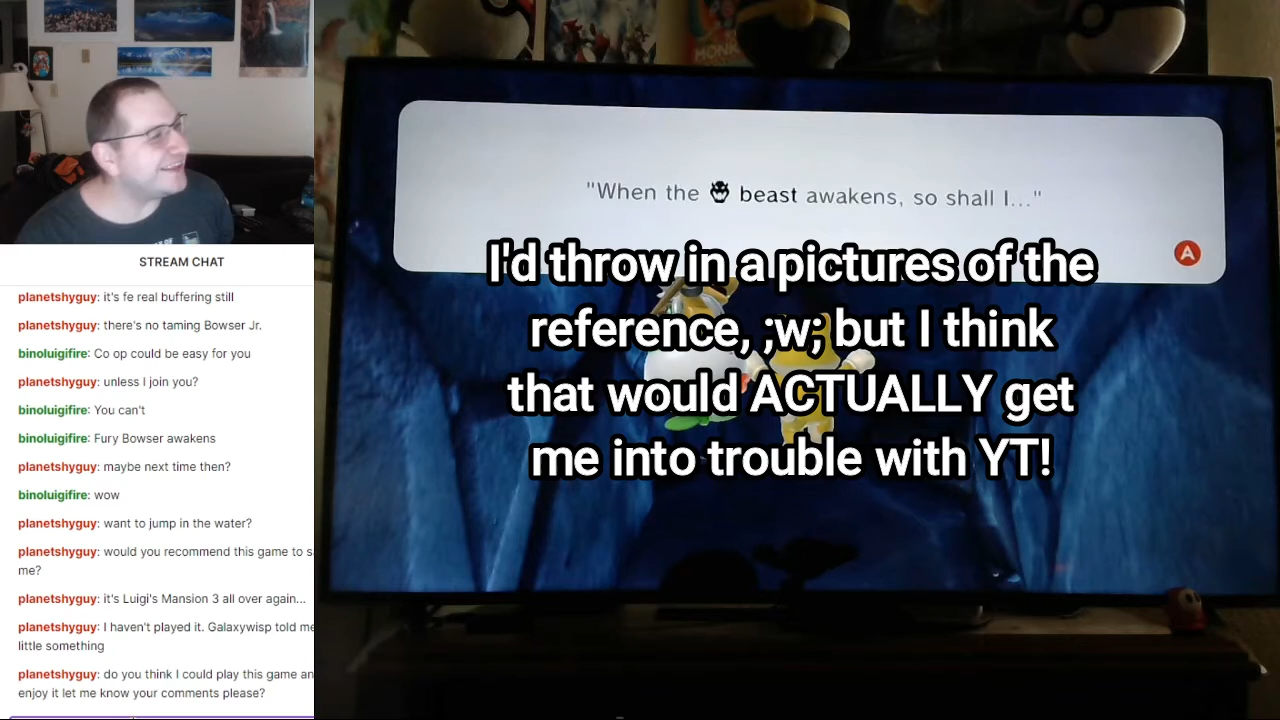 MONK
"When the beast awakens, so shall I..."
A
I'd throw in a pictures of the
reference, ;w; but I think
that would ACTUALLY get
me into trouble with YT!
STREAM CHAT
planetshyguy: it's fe real buffering still
planetshyguy: there's no taming Bowser Jr.
binoluigifire: Co op could be easy for you
planetshyguy: unless I join you?
binoluigifire: You can't
binoluigifire: Fury Bowser awakens
planetshyguy: maybe next time then?
binoluigifire: wow
planetshyguy: want to jump in the water?
planetshyguy: would you recommend this game to s
me?
planetshyguy: it's Luigi's Mansion 3 all over again...
planetshyguy: I haven't played it. Galaxywisp told me
little something
planetshyguy: do you think I could play this game an
enjoy it let me know your comments please?